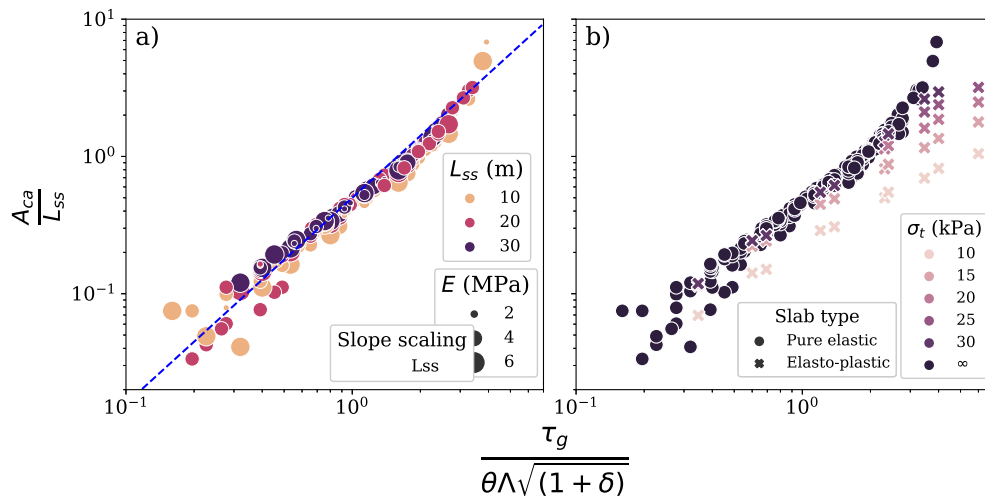 a)
b)
A_ca / L_ss
10^1
10^0
10^-1
L_ss (m)
10
20
30
E (MPa)
2
4
6
Slope scaling
Lss
σ_t (kPa)
10
15
20
25
30
∞
Slab type
Pure elastic
Elasto-plastic
10^-1
10^0
10^-1
10^0
τ_g
θΛ√(1 + δ)